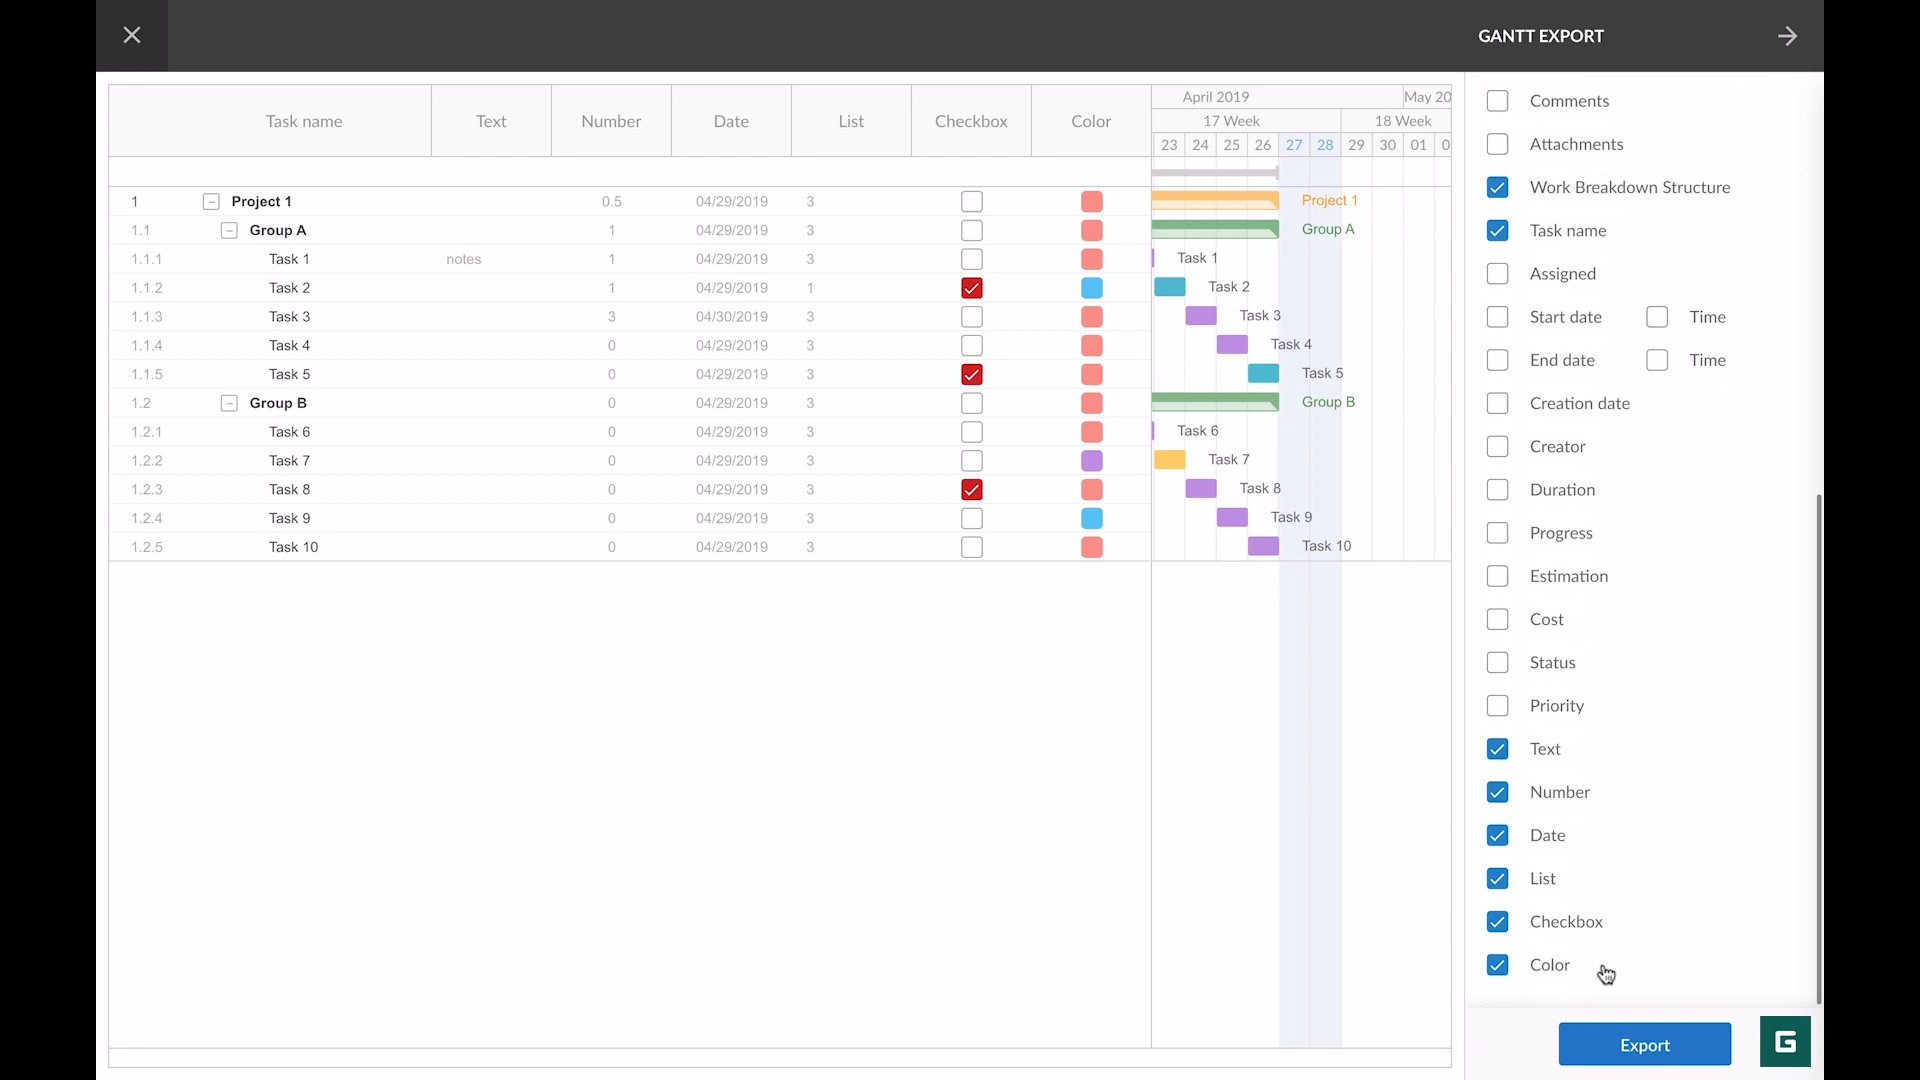 GANTT EXPORT
Task name Text Number Date List Checkbox Color
April 2019 May 20
17 Week 18 Week
23 24 25 26 27 28 29 30 01 0
1 Project 1 0.5 04/29/2019 3 Project 1
1.1 Group A 1 04/29/2019 3 Group A
1.1.1 Task 1 notes 1 04/29/2019 3 Task 1
1.1.2 Task 2 1 04/29/2019 1 Task 2
1.1.3 Task 3 3 04/30/2019 3 Task 3
1.1.4 Task 4 0 04/29/2019 3 Task 4
1.1.5 Task 5 0 04/29/2019 3 Task 5
1.2 Group B 0 04/29/2019 3 Group B
1.2.1 Task 6 0 04/29/2019 3 Task 6
1.2.2 Task 7 0 04/29/2019 3 Task 7
1.2.3 Task 8 0 04/29/2019 3 Task 8
1.2.4 Task 9 0 04/29/2019 3 Task 9
1.2.5 Task 10 0 04/29/2019 3 Task 10
Comments
Attachments
Work Breakdown Structure
Task name
Assigned
Start date Time
End date Time
Creation date
Creator
Duration
Progress
Estimation
Cost
Status
Priority
Text
Number
Date
List
Checkbox
Color
Export
G